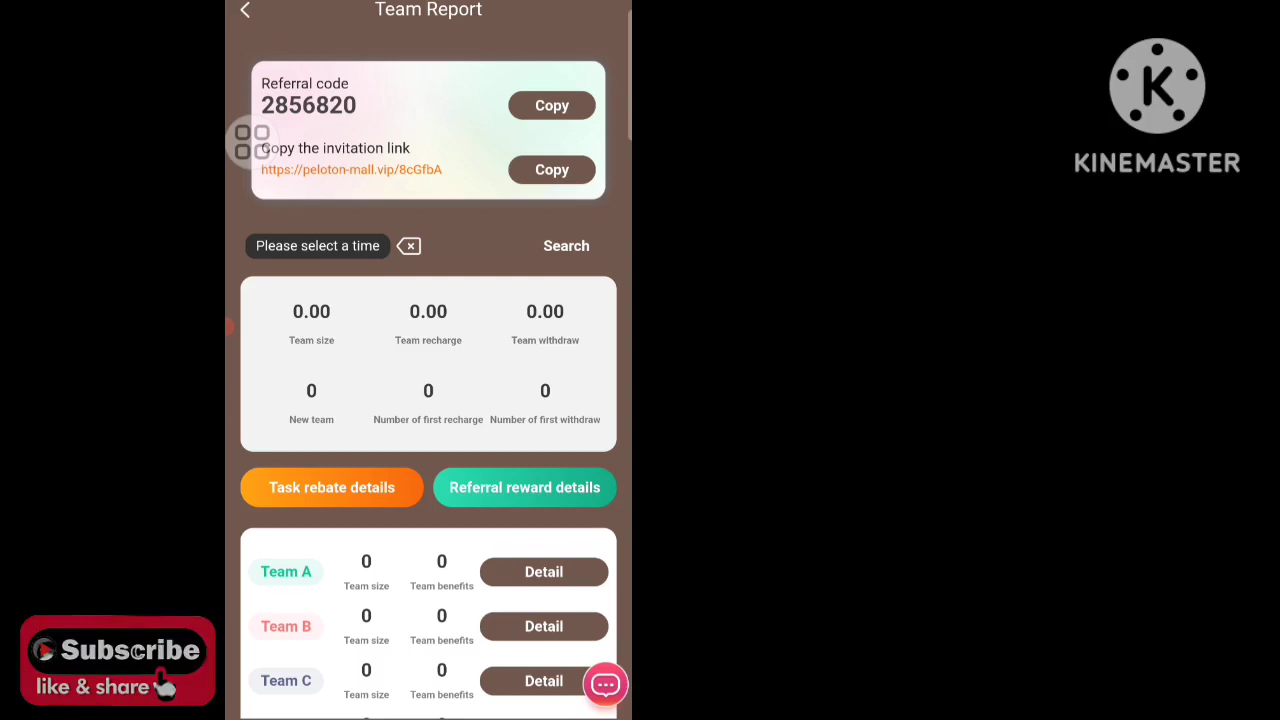 Team Report
Referral code
2856820
Copy
Copy the invitation link
https://peloton-mall.vip/8cGfbA
Copy
Please select a time
Search
0.00 0.00 0.00
Team size Team recharge Team withdraw
0 0 0
New team Number of first recharge Number of first withdraw
Task rebate details Referral reward details
Team A 0 Team size 0 Team benefits Detail
Team B 0 Team size 0 Team benefits Detail
Team C 0 Team size 0 Team benefits Detail
K
KINEMASTER
Subscribe
like & share